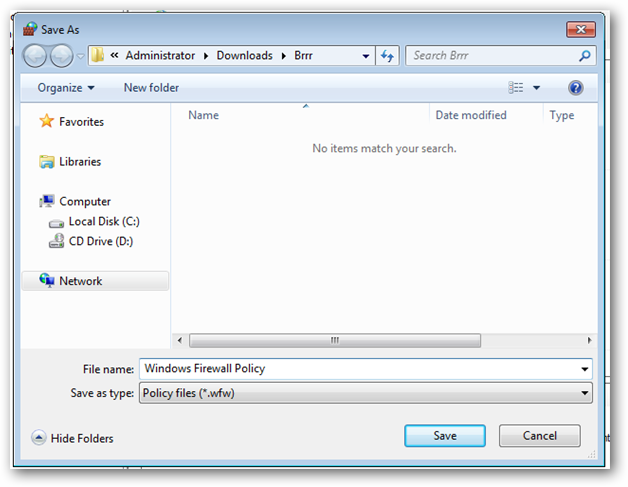 Save As
« Administrator Downloads Brrr Search Brrr
Organize New folder
Name Date modified Type
Favorites
No items match your search.
Libraries
Computer
Local Disk (C:)
CD Drive (D:)
Network
File name: Windows Firewall Policy
Save as type: Policy files (*.wfw)
Hide Folders Save Cancel